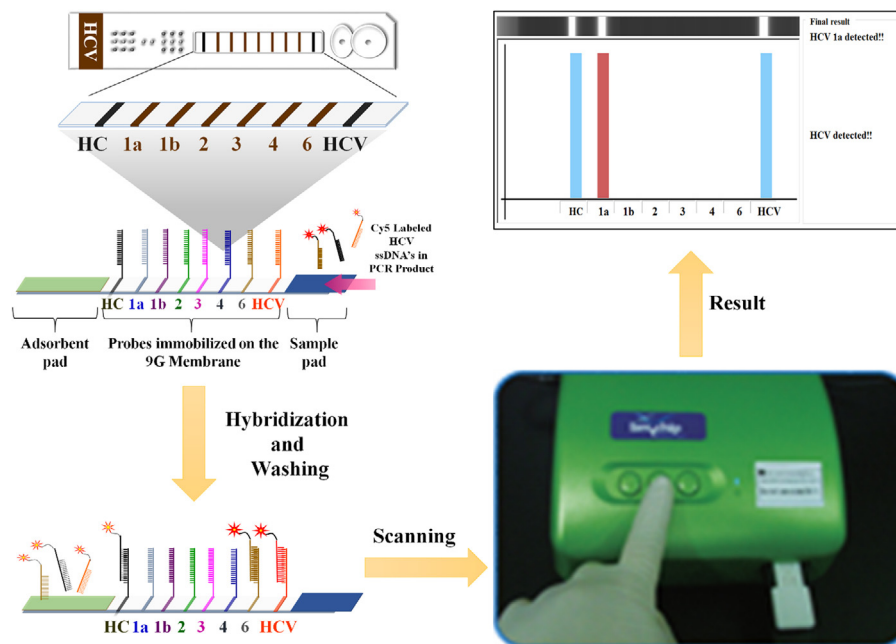 HCV
HC 1a 1b 2 3 4 6 HCV
Cy5 Labeled
HCV
ssDNA's in
PCR Product
HC 1a 1b 2 3 4 6 HCV
Adsorbent
pad
Probes immobilized on the
9G Membrane
Sample
pad
Hybridization
and
Washing
HC 1a 1b 2 3 4 6 HCV
Scanning
Result
Final result
HCV 1a detected!!
HCV detected!!
HC 1a 1b 2 3 4 6 HCV